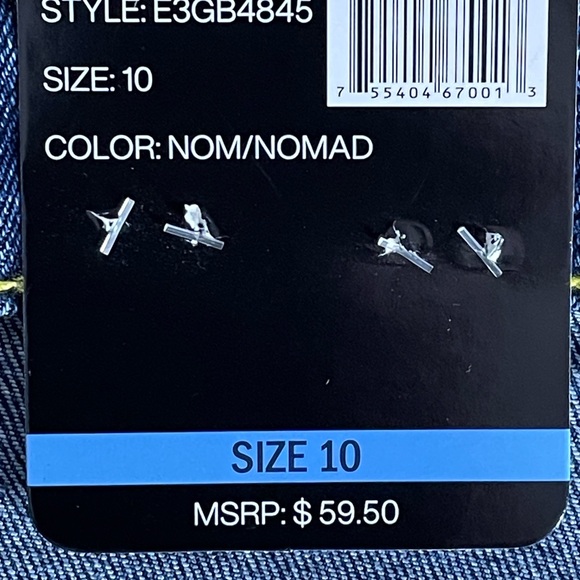 STYLE: E3GB4845
SIZE: 10
7 55404 67001 3
COLOR: NOM/NOMAD
SIZE 10
MSRP: $ 59.50